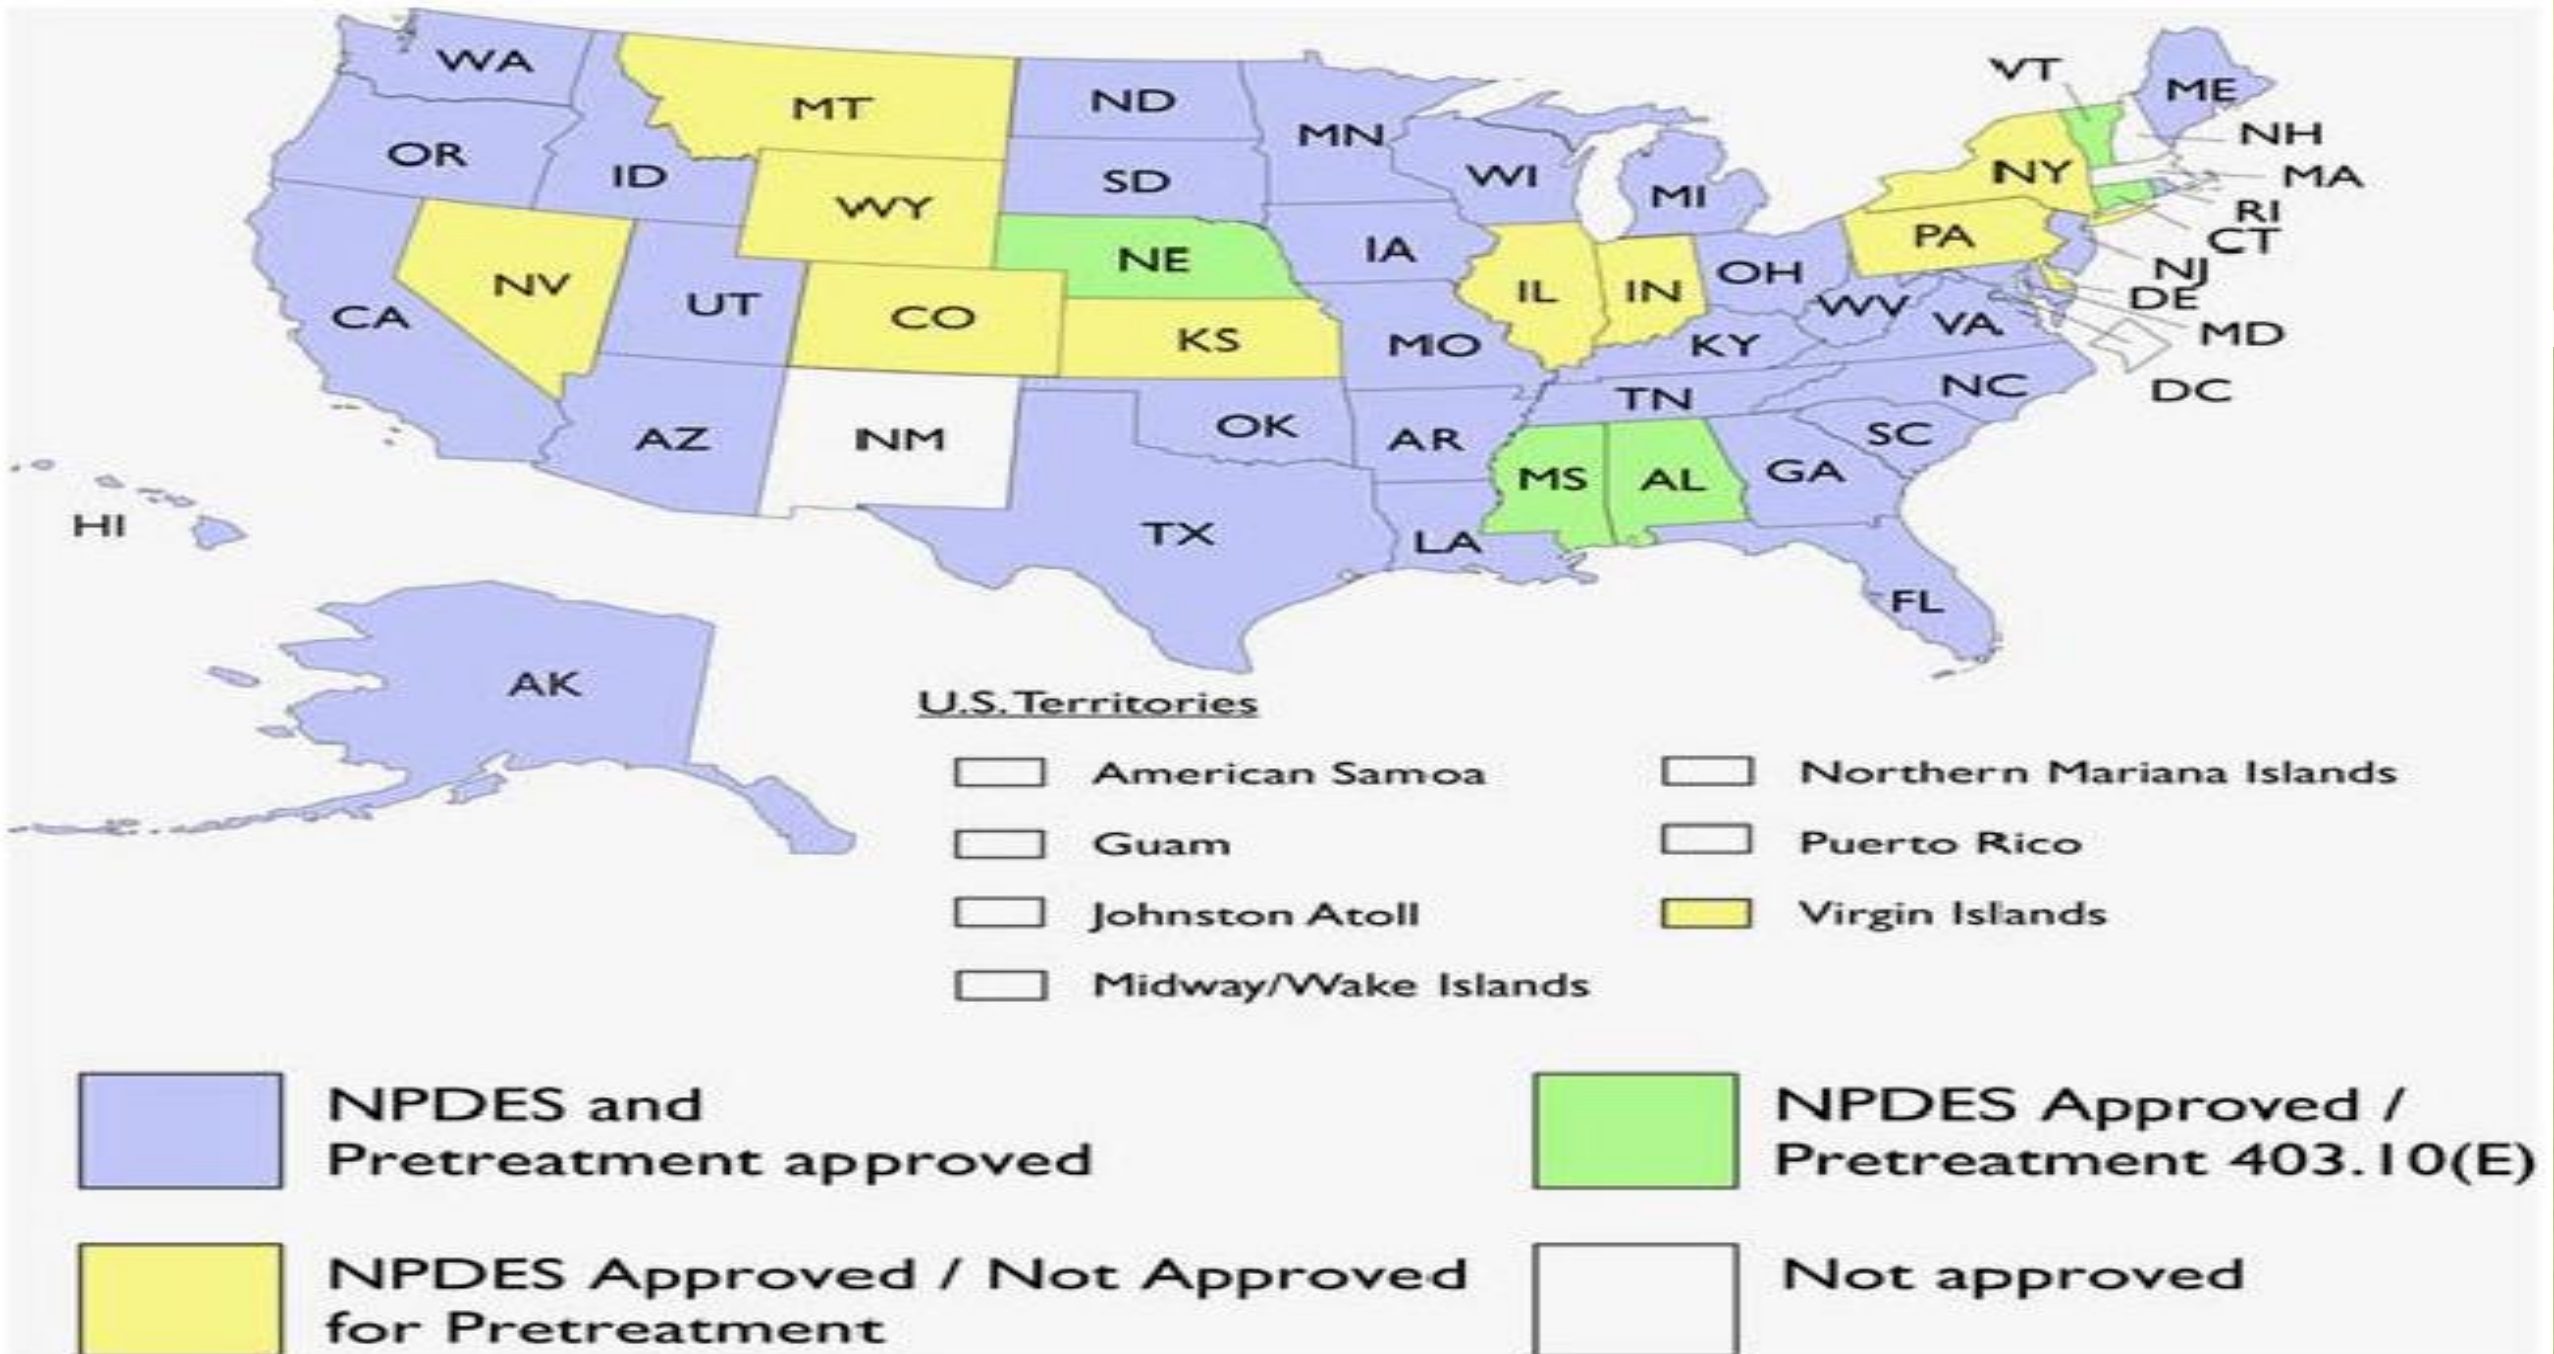 WA
MT
ND
MN
VT
ME
OR
ID
WY
SD
WI
MI
NY
NH
MA
RI
CT
NV
UT
CO
NE
IA
IL
IN
OH
PA
NJ
DE
MD
DC
CA
KS
MO
KY
WV
VA
AZ
NM
OK
AR
TN
NC
SC
MS
AL
GA
HI
TX
LA
FL
AK
U.S. Territories
American Samoa
Northern Mariana Islands
Guam
Puerto Rico
Johnston Atoll
Virgin Islands
Midway/Wake Islands
NPDES and
Pretreatment approved
NPDES Approved /
Pretreatment 403.10(E)
NPDES Approved / Not Approved
for Pretreatment
Not approved